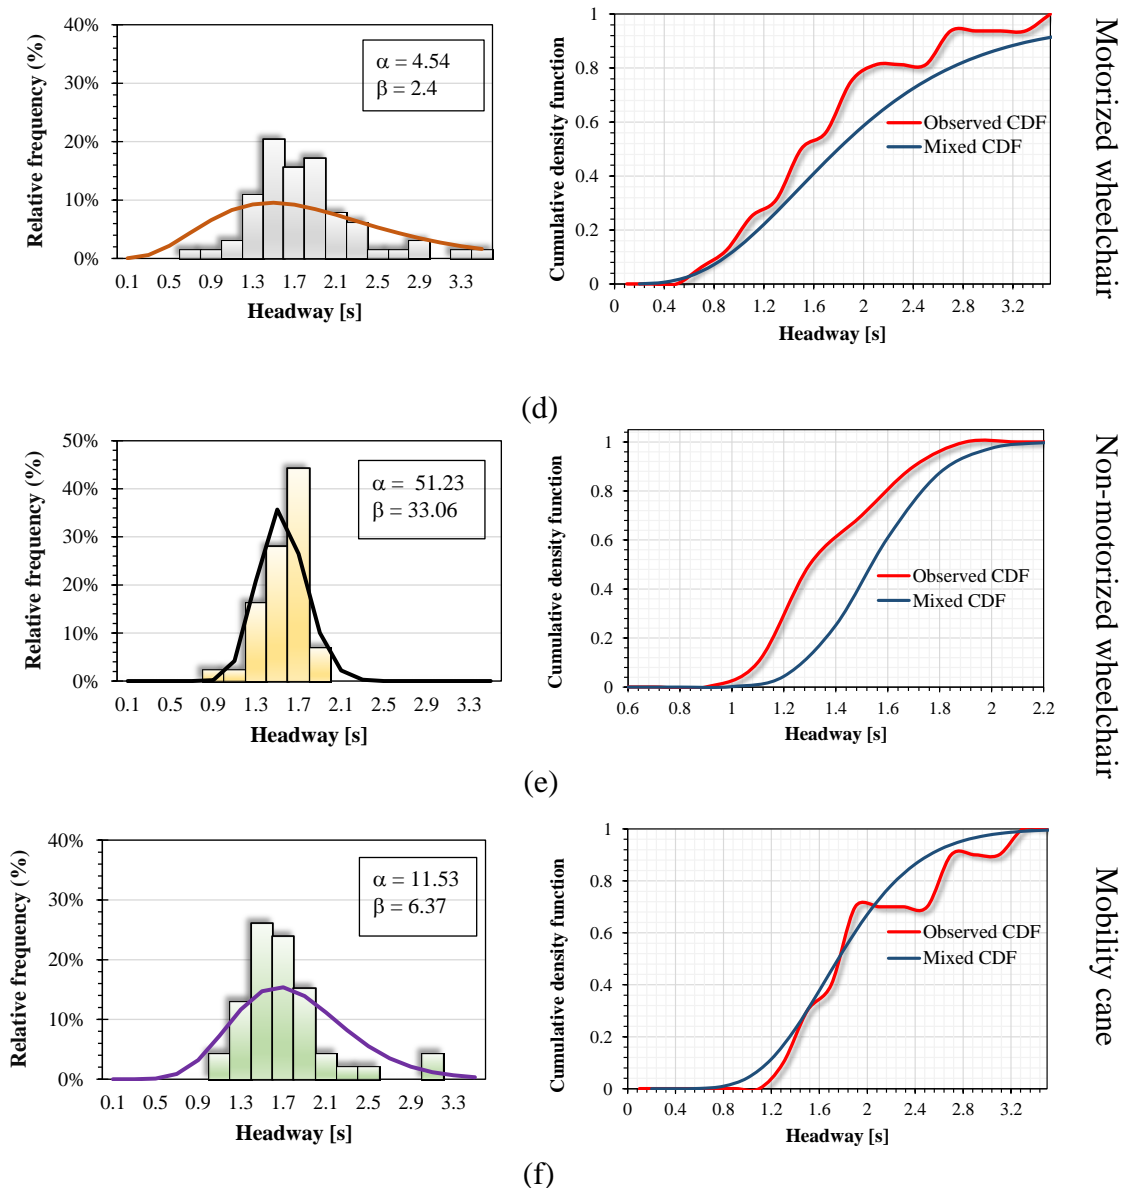 40%
30%
20%
10%
0%
Relative frequency (%)
α = 4.54
β = 2.4
0.1 0.5 0.9 1.3 1.7 2.1 2.5 2.9 3.3
Headway [s]
1
0.8
0.6
0.4
0.2
0
Cumulative density function
Observed CDF
Mixed CDF
0 0.4 0.8 1.2 1.6 2 2.4 2.8 3.2
Headway [s]
Motorized wheelchair
(d)
50%
40%
30%
20%
10%
0%
Relative frequency (%)
α = 51.23
β = 33.06
0.1 0.5 0.9 1.3 1.7 2.1 2.5 2.9 3.3
Headway [s]
1
0.8
0.6
0.4
0.2
0
Cumulative density function
Observed CDF
Mixed CDF
0.6 0.8 1 1.2 1.4 1.6 1.8 2 2.2
Headway [s]
Non-motorized wheelchair
(e)
40%
30%
20%
10%
0%
Relative frequency (%)
α = 11.53
β = 6.37
0.1 0.5 0.9 1.3 1.7 2.1 2.5 2.9 3.3
Headway [s]
1
0.8
0.6
0.4
0.2
0
Cumulative density function
Observed CDF
Mixed CDF
0 0.4 0.8 1.2 1.6 2 2.4 2.8 3.2
Headway [s]
Mobility cane
(f)